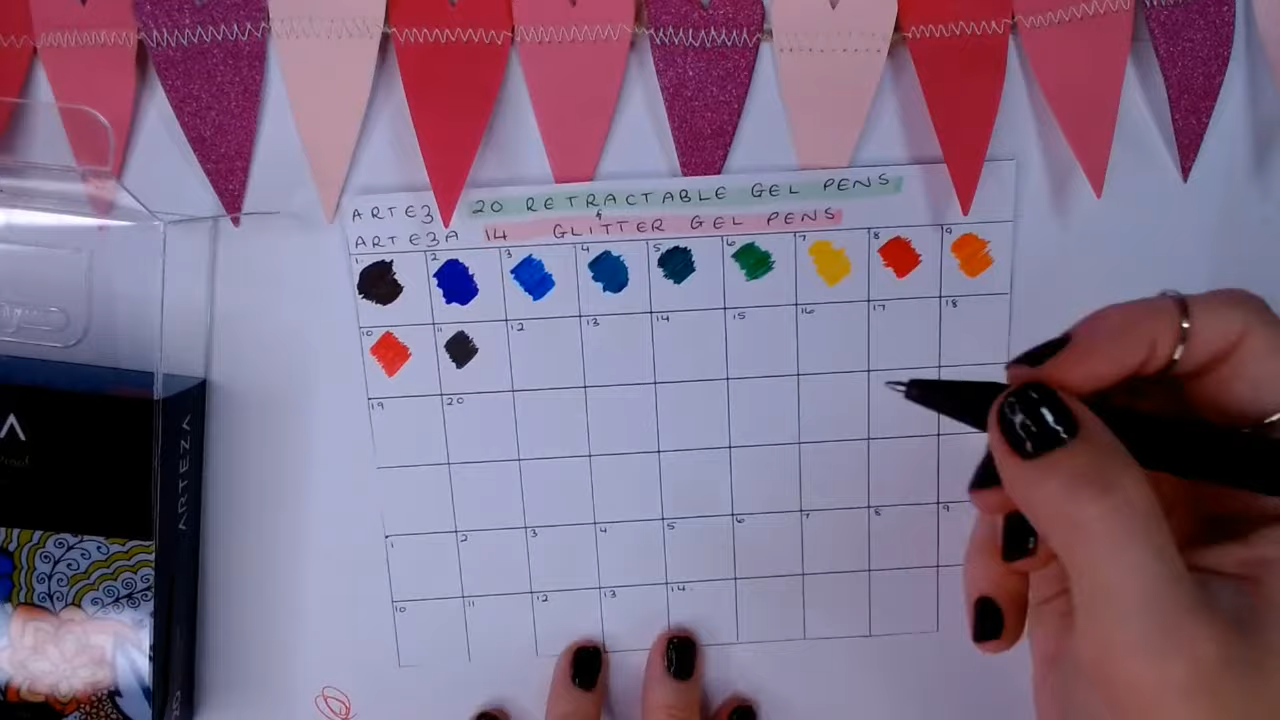 ARTEZ 20 RETRACTABLE GEL PENS
&
ARTEZA 14 GLITTER GEL PENS
1 2 3 4 5 6 7 8 9
10 11 12 13 14 15 16 17 18
19 20
1 2 3 4 5 6 7 8 9
10 11 12 13 14
ARTEZA